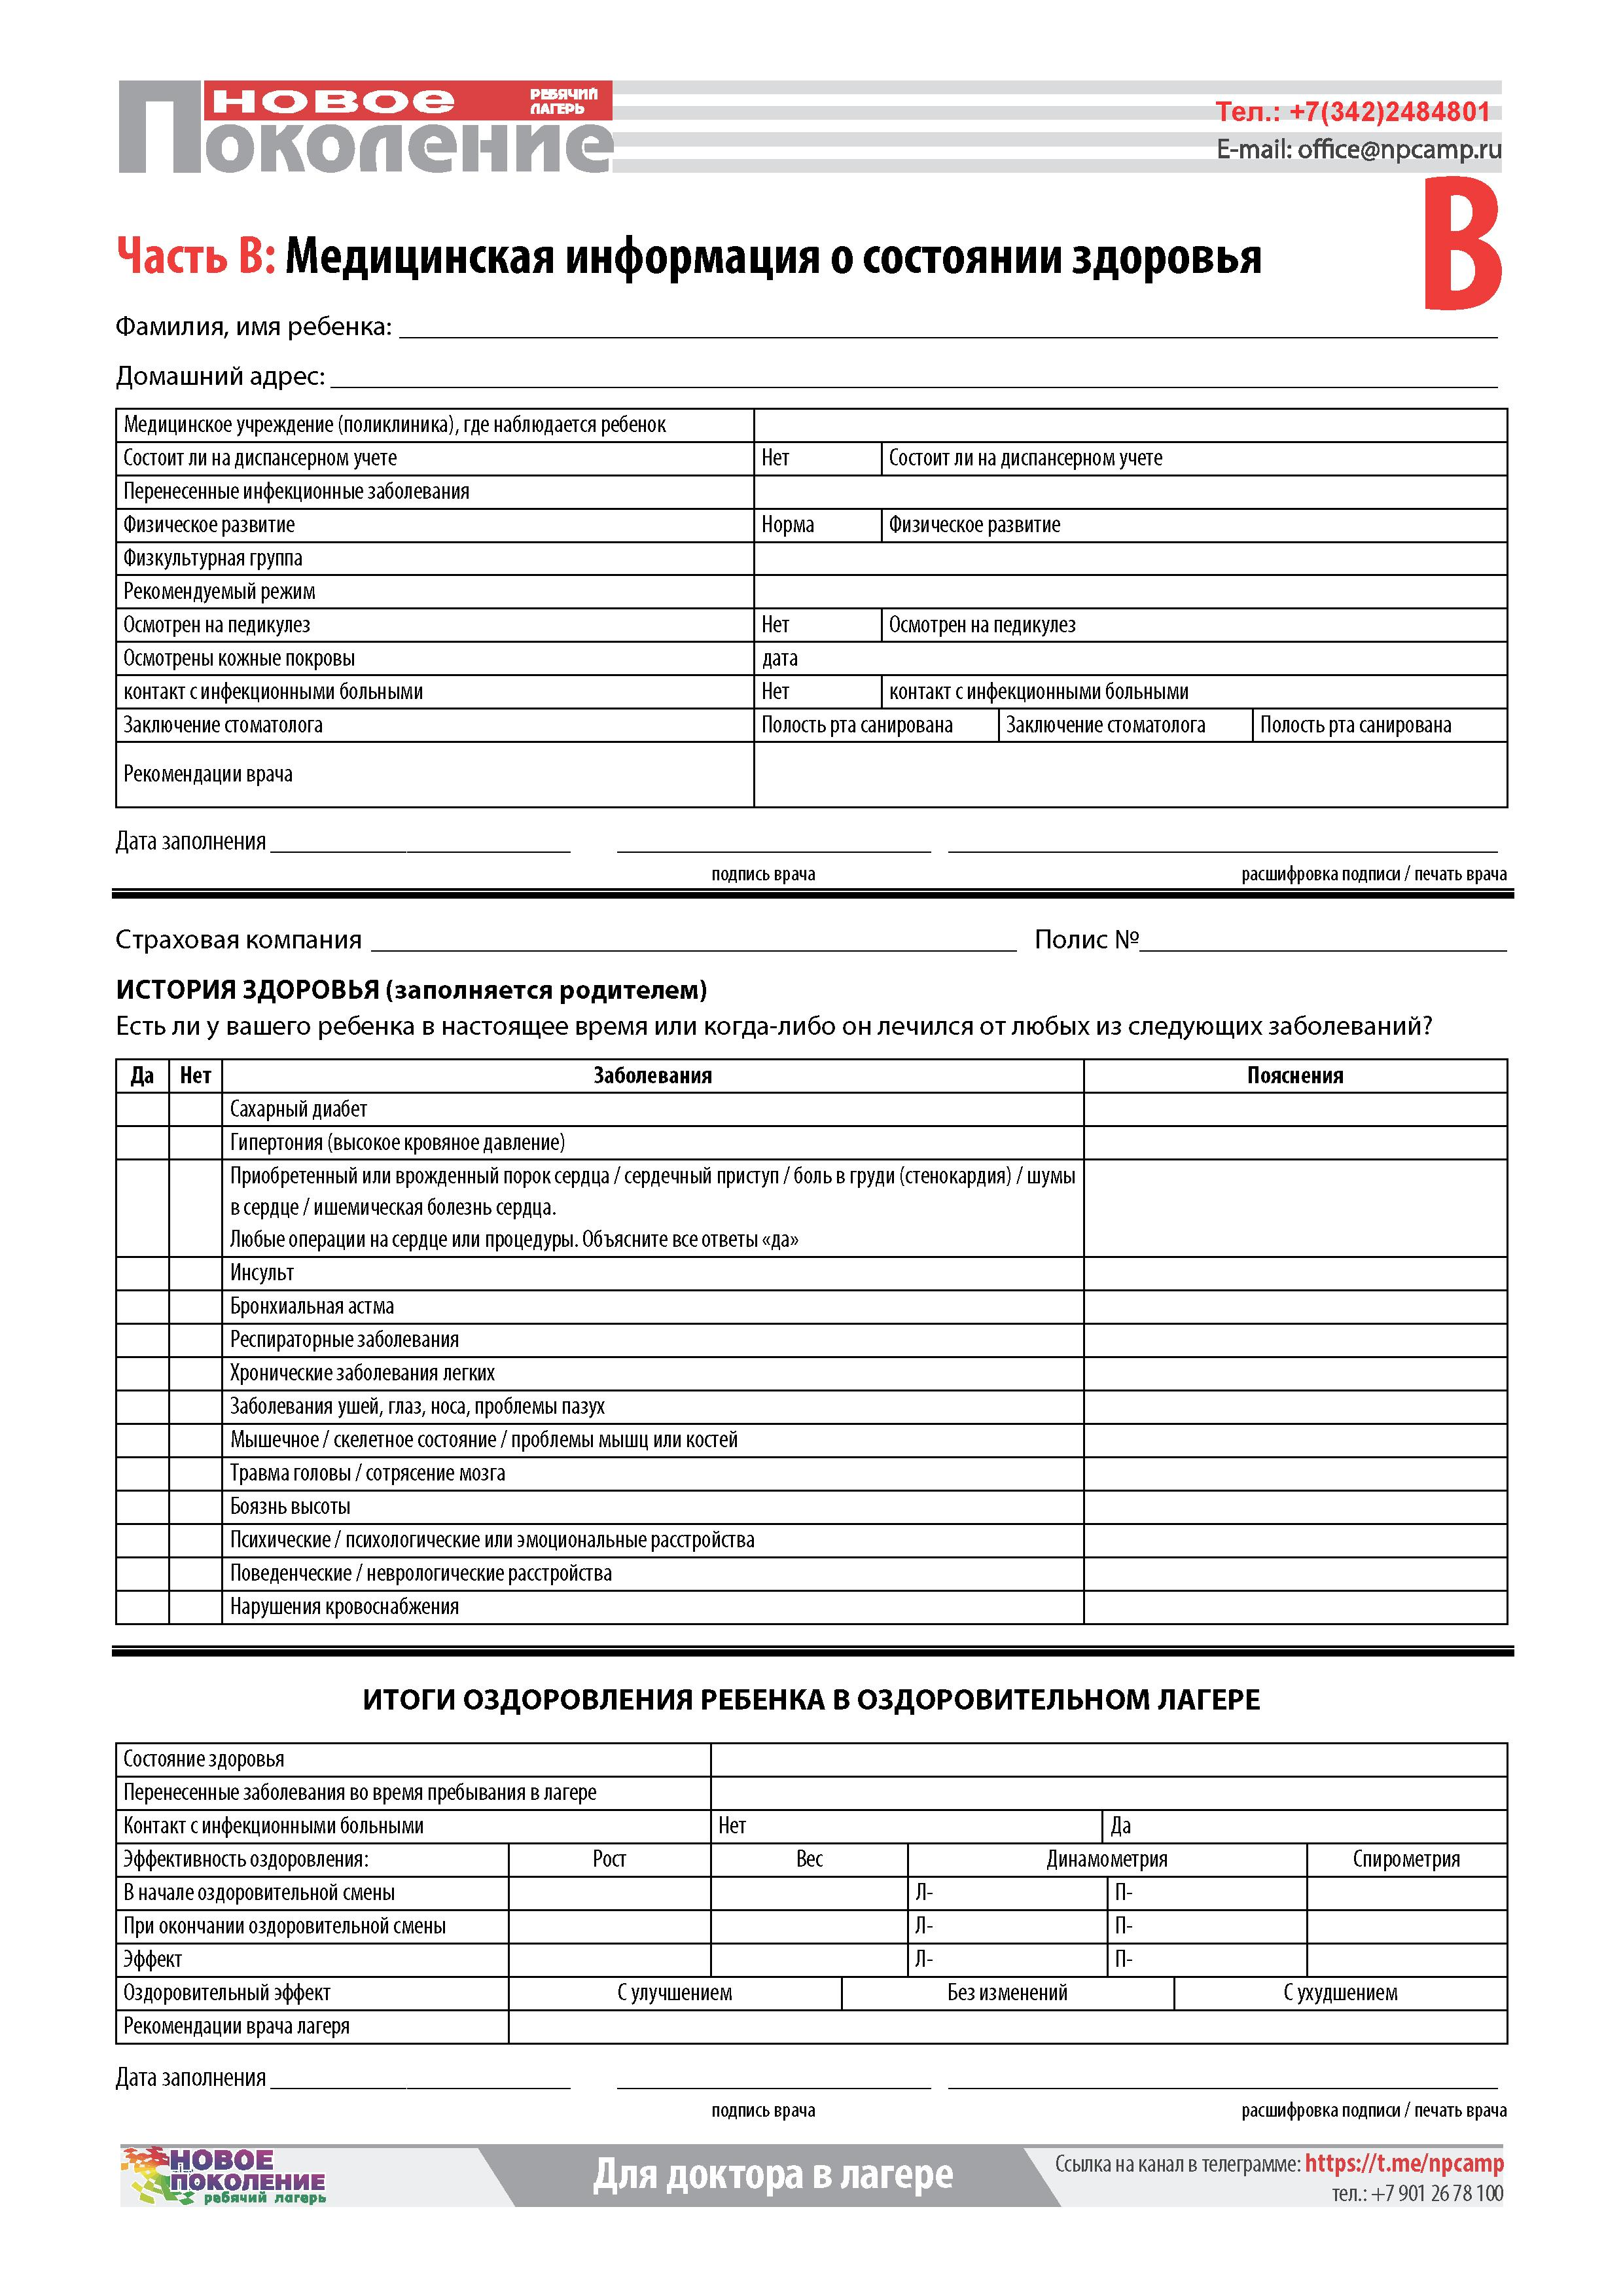 НОВОЕ РЕБЯЧИЙ
ЛАГЕРЬ
Поколение
Тел.: +7(342)2484801
E-mail: office@npcamp.ru
B
Часть В: Медицинская информация о состоянии здоровья
Фамилия, имя ребенка:
Домашний адрес:
Медицинское учреждение (поликлиника), где наблюдается ребенок
Состоит ли на диспансерном учете Нет Состоит ли на диспансерном учете
Перенесенные инфекционные заболевания
Физическое развитие Норма Физическое развитие
Физкультурная группа
Рекомендуемый режим
Осмотрен на педикулез Нет Осмотрен на педикулез
Осмотрены кожные покровы дата
контакт с инфекционными больными Нет контакт с инфекционными больными
Заключение стоматолога Полость рта санирована Заключение стоматолога Полость рта санирована
Рекомендации врача
Дата заполнения
подпись врача расшифровка подписи / печать врача
Страховая компания Полис №
ИСТОРИЯ ЗДОРОВЬЯ (заполняется родителем)
Есть ли у вашего ребенка в настоящее время или когда-либо он лечился от любых из следующих заболеваний?
Да Нет Заболевания Пояснения
Сахарный диабет
Гипертония (высокое кровяное давление)
Приобретенный или врожденный порок сердца / сердечный приступ / боль в груди (стенокардия) / шумы
в сердце / ишемическая болезнь сердца.
Любые операции на сердце или процедуры. Объясните все ответы «да»
Инсульт
Бронхиальная астма
Респираторные заболевания
Хронические заболевания легких
Заболевания ушей, глаз, носа, проблемы пазух
Мышечное / скелетное состояние / проблемы мышц или костей
Травма головы / сотрясение мозга
Боязнь высоты
Психические / психологические или эмоциональные расстройства
Поведенческие / неврологические расстройства
Нарушения кровоснабжения
ИТОГИ ОЗДОРОВЛЕНИЯ РЕБЕНКА В ОЗДОРОВИТЕЛЬНОМ ЛАГЕРЕ
Состояние здоровья
Перенесенные заболевания во время пребывания в лагере
Контакт с инфекционными больными Нет Да
Эффективность оздоровления: Рост Вес Динамометрия Спирометрия
В начале оздоровительной смены Л- П-
При окончании оздоровительной смены Л- П-
Эффект Л- П-
Оздоровительный эффект С улучшением Без изменений С ухудшением
Рекомендации врача лагеря
Дата заполнения
подпись врача расшифровка подписи / печать врача
НОВОЕ
ПОКОЛЕНИЕ
ребячий лагерь
Для доктора в лагере
Ссылка на канал в телеграмме: https://t.me/npcamp
тел.: +7 901 26 78 100